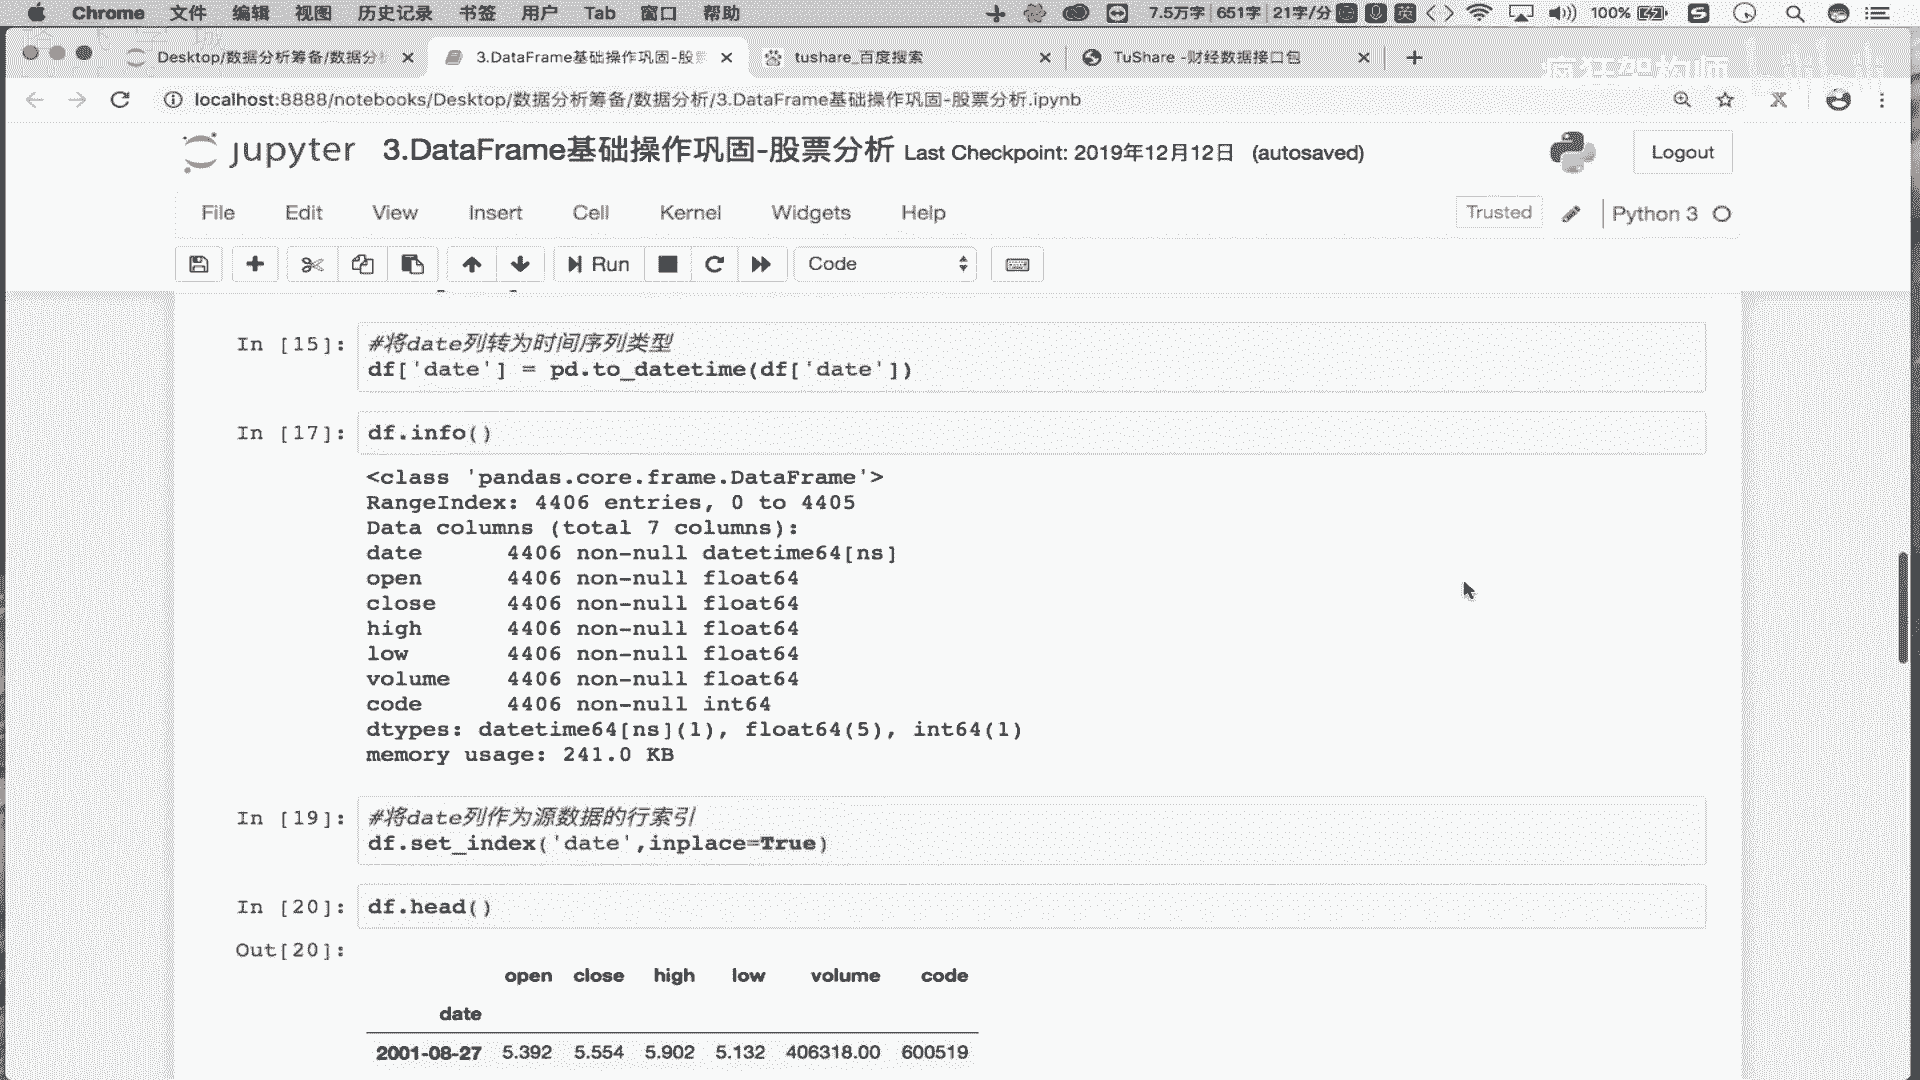 Chrome 文件 编辑 视图 历史记录 书签 用户 Tab 窗口 帮助 7.5万字 651字 21字/分 英 100%
Desktop/数据分析筹备/数据分 3.DataFrame基础操作巩固-股 tushare_百度搜索 TuShare -财经数据接口包
疯狂架构师 bilibili
localhost:8888/notebooks/Desktop/数据分析筹备/数据分析/3.DataFrame基础操作巩固-股票分析.ipynb
jupyter 3.DataFrame基础操作巩固-股票分析 Last Checkpoint: 2019年12月12日 (autosaved) Logout
File Edit View Insert Cell Kernel Widgets Help Trusted Python 3
Run Code
In [15]: #将date列转为时间序列类型
df['date'] = pd.to_datetime(df['date'])
In [17]: df.info()
<class 'pandas.core.frame.DataFrame'>
RangeIndex: 4406 entries, 0 to 4405
Data columns (total 7 columns):
date 4406 non-null datetime64[ns]
open 4406 non-null float64
close 4406 non-null float64
high 4406 non-null float64
low 4406 non-null float64
volume 4406 non-null float64
code 4406 non-null int64
dtypes: datetime64[ns](1), float64(5), int64(1)
memory usage: 241.0 KB
In [19]: #将date列作为源数据的行索引
df.set_index('date',inplace=True)
In [20]: df.head()
Out[20]:
open close high low volume code
date
2001-08-27 5.392 5.554 5.902 5.132 406318.00 600519